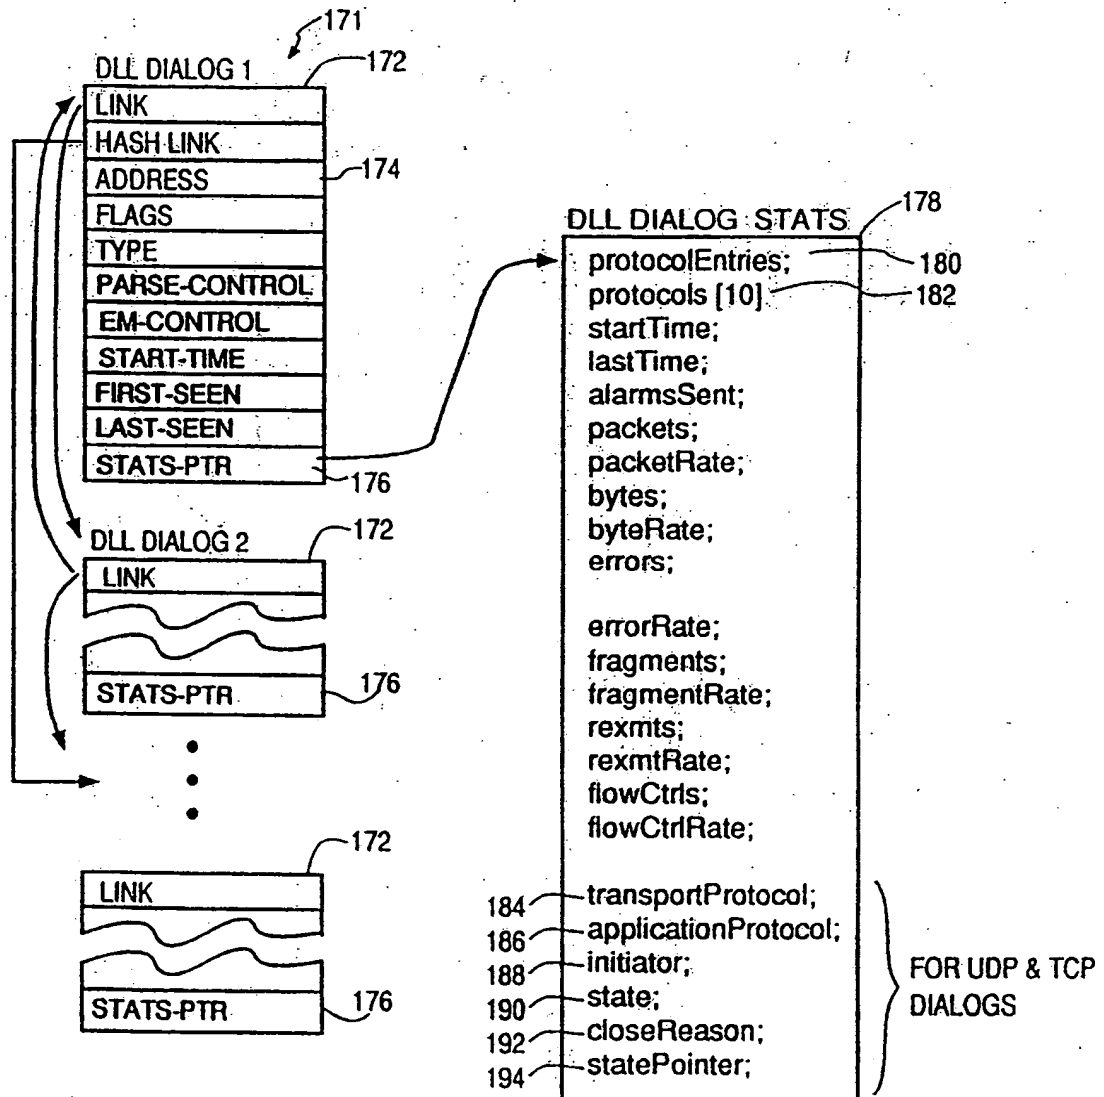 171
DLL DIALOG 1
172
LINK
HASH LINK
ADDRESS
174
FLAGS
TYPE
PARSE-CONTROL
EM-CONTROL
START-TIME
FIRST-SEEN
LAST-SEEN
STATS-PTR
176
DLL DIALOG 2
172
LINK
STATS-PTR
176
172
LINK
STATS-PTR
176
DLL DIALOG STATS
178
protocolEntries;
180
protocols [10]
182
startTime;
lastTime;
alarmsSent;
packets;
packetRate;
bytes;
byteRate;
errors;
errorRate;
fragments;
fragmentRate;
rexmts;
rexmtRate;
flowCtrls;
flowCtrlRate;
184 transportProtocol;
186 applicationProtocol;
188 initiator;
190 state;
192 closeReason;
194 statePointer;
FOR UDP & TCP
DIALOGS